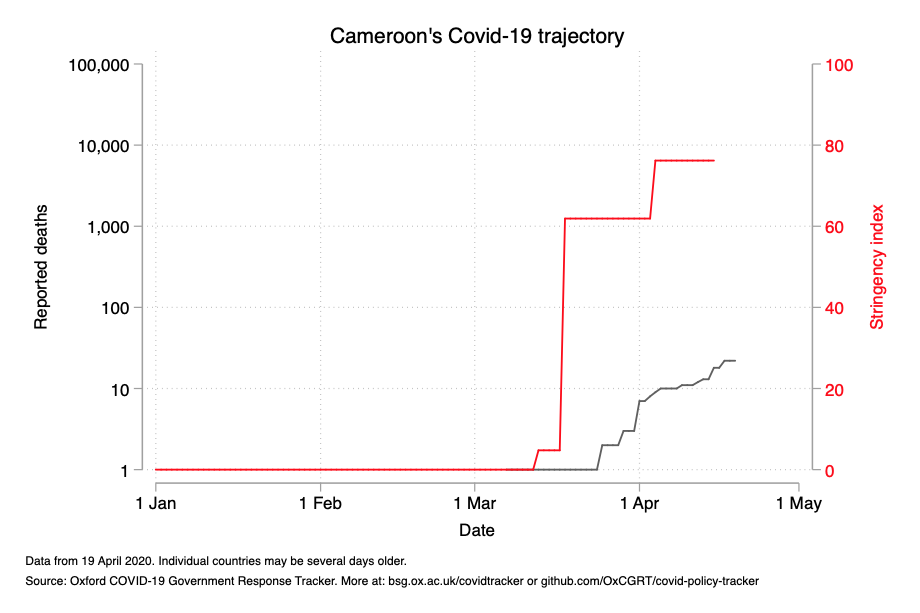 Cameroon's Covid-19 trajectory
100,000
10,000
1,000
100
10
1
Reported deaths
100
80
60
40
20
0
Stringency index
1 Jan
1 Feb
1 Mar
1 Apr
1 May
Date
Data from 19 April 2020. Individual countries may be several days older.
Source: Oxford COVID-19 Government Response Tracker. More at: bsg.ox.ac.uk/covidtracker or github.com/OxCGRT/covid-policy-tracker